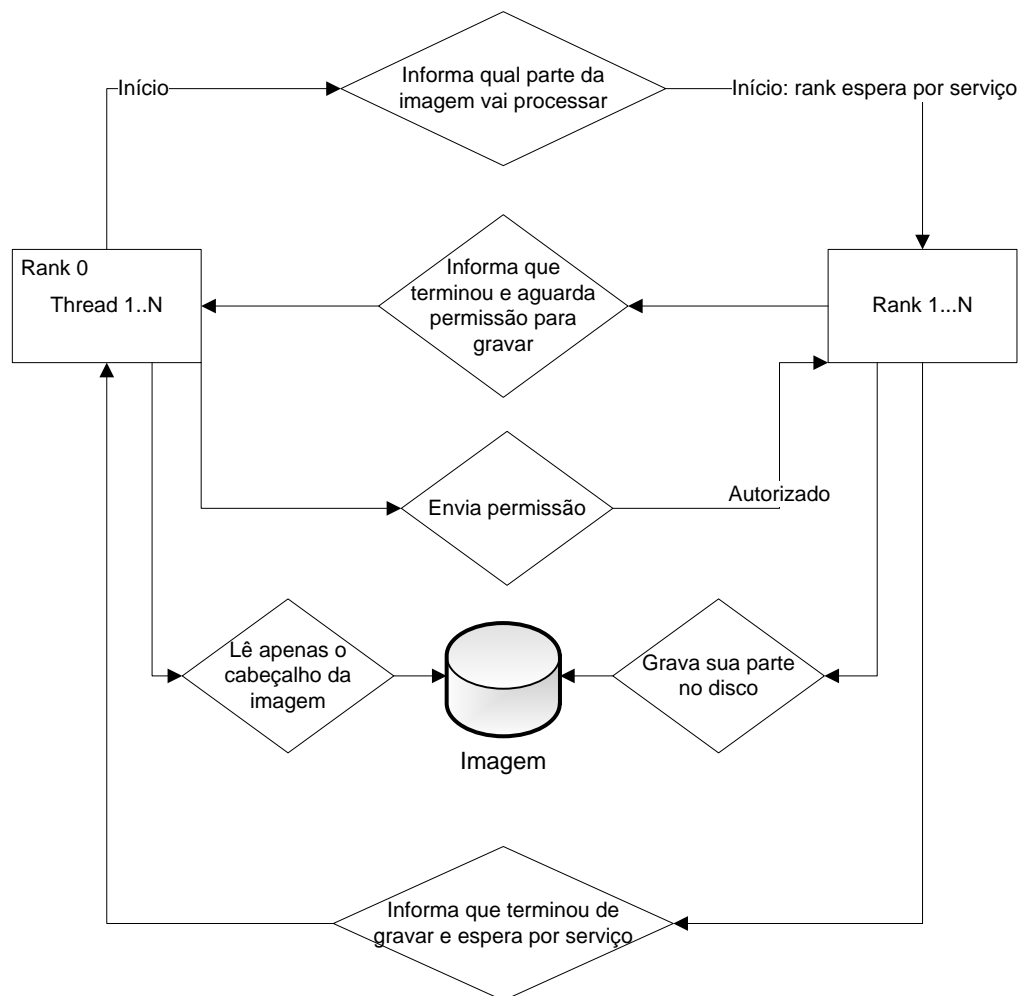 Informa qual parte da
imagem vai processar
Início
Início: rank espera por serviço
Rank 0
Thread 1..N
Informa que
terminou e aguarda
permissão para
gravar
Rank 1...N
Envia permissão
Autorizado
Lê apenas o
cabeçalho da
imagem
Grava sua parte
no disco
Imagem
Informa que terminou de
gravar e espera por serviço